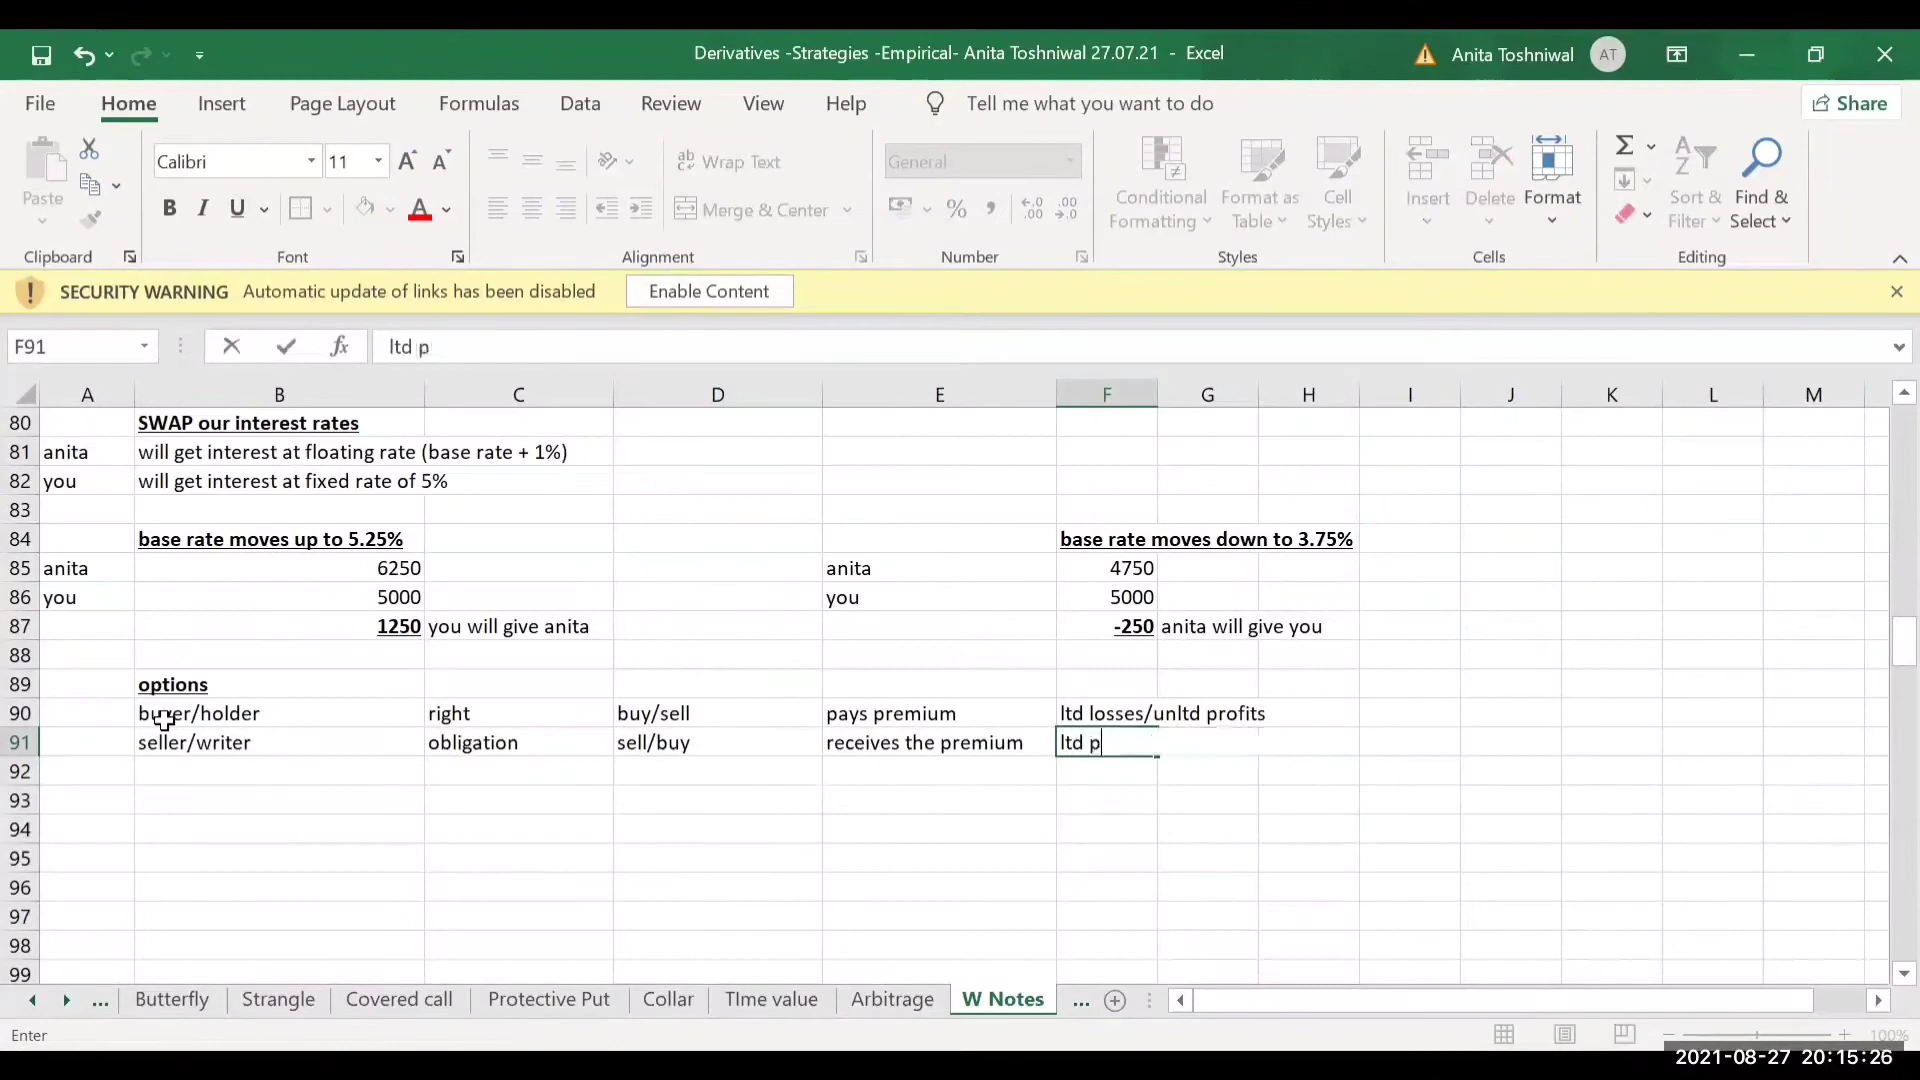 Derivatives -Strategies -Empirical- Anita Toshniwal 27.07.21 - Excel
Anita Toshniwal AT
File Home Insert Page Layout Formulas Data Review View Help Tell me what you want to do Share
Calibri 11 A A ab Wrap Text General
Paste B I U A Merge & Center % , .00 .00 Conditional Formatting Format as Table Cell Styles Insert Delete Format Sort & Filter Find & Select
Clipboard Font Alignment Number Styles Cells Editing
SECURITY WARNING Automatic update of links has been disabled Enable Content
F91 fx ltd p
A B C D E F G H I J K L M
80 SWAP our interest rates
81 anita will get interest at floating rate (base rate + 1%)
82 you will get interest at fixed rate of 5%
83
84 base rate moves up to 5.25% base rate moves down to 3.75%
85 anita 6250 anita 4750
86 you 5000 you 5000
87 1250 you will give anita -250 anita will give you
88
89 options
90 buyer/holder right buy/sell pays premium ltd losses/unltd profits
91 seller/writer obligation sell/buy receives the premium ltd p
92
93
94
95
96
97
98
99
... Butterfly Strangle Covered call Protective Put Collar TIme value Arbitrage W Notes ...
Enter 100%
2021-08-27 20:15:26